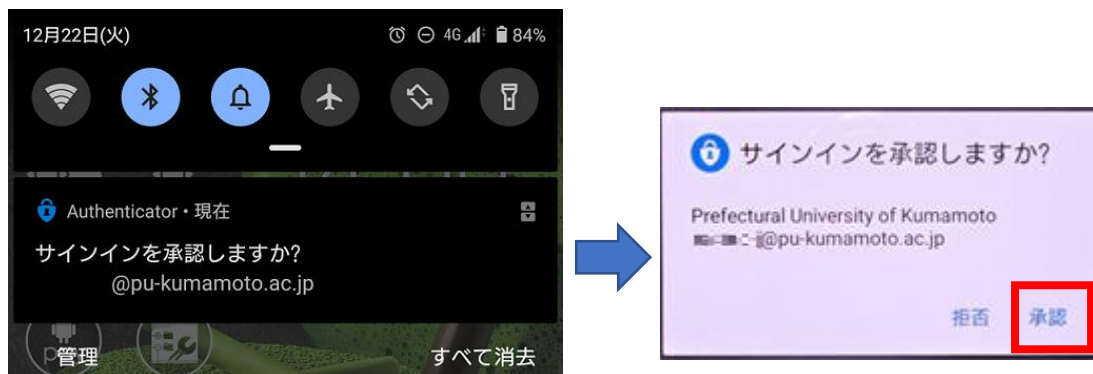 12月22日(火)
4G 84%
Authenticator・現在
サインインを承認しますか?
@pu-kumamoto.ac.jp
管理
すべて消去
サインインを承認しますか?
Prefectural University of Kumamoto
@pu-kumamoto.ac.jp
拒否 承認